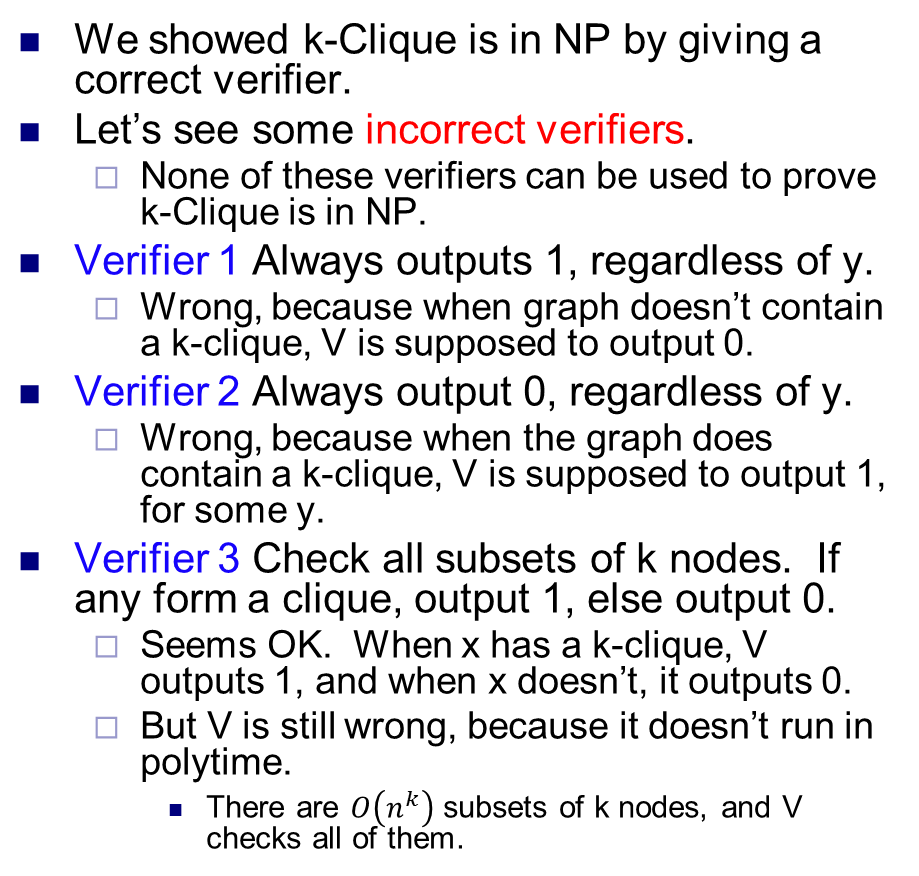 We showed k-Clique is in NP by giving a
correct verifier.
Let's see some incorrect verifiers.
None of these verifiers can be used to prove
k-Clique is in NP.
Verifier 1 Always outputs 1, regardless of y.
Wrong, because when graph doesn't contain
a k-clique, V is supposed to output 0.
Verifier 2 Always output 0, regardless of y.
Wrong, because when the graph does
contain a k-clique, V is supposed to output 1,
for some y.
Verifier 3 Check all subsets of k nodes. If
any form a clique, output 1, else output 0.
Seems OK. When x has a k-clique, V
outputs 1, and when x doesn't, it outputs 0.
But V is still wrong, because it doesn't run in
polytime.
There are O(n^k) subsets of k nodes, and V
checks all of them.